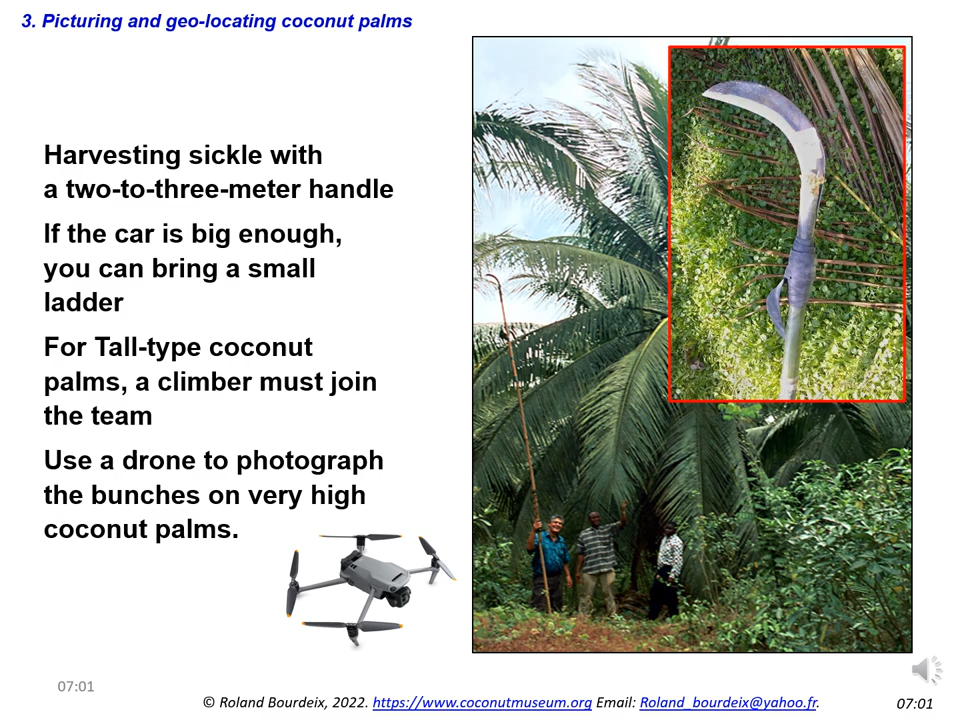 3. Picturing and geo-locating coconut palms
Harvesting sickle with
a two-to-three-meter handle
If the car is big enough,
you can bring a small
ladder
For Tall-type coconut
palms, a climber must join
the team
Use a drone to photograph
the bunches on very high
coconut palms.
07:01
© Roland Bourdeix, 2022. https://www.coconutmuseum.org Email: Roland_bourdeix@yahoo.fr.
07:01